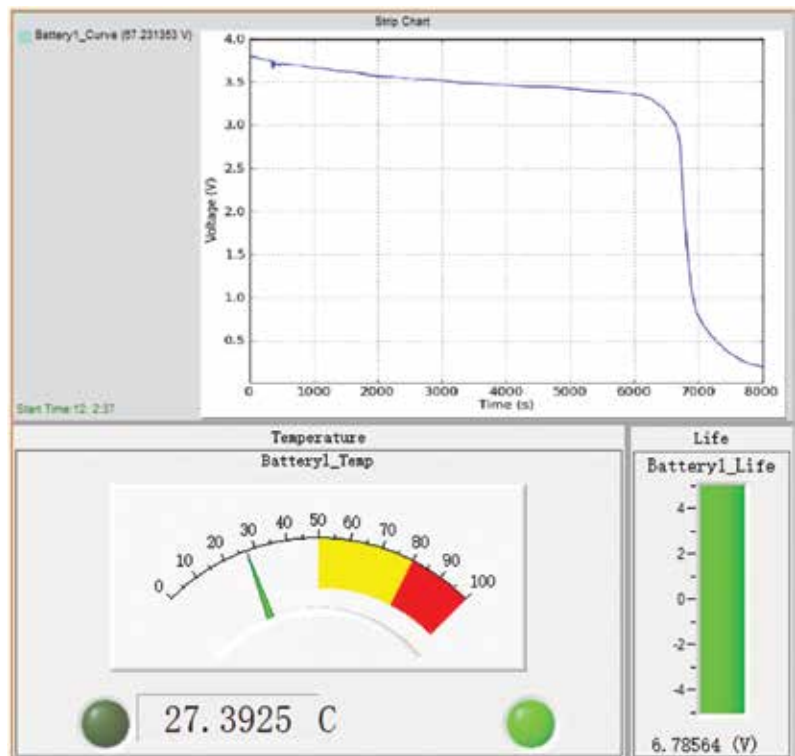 Strip Chart
Battery1_Curve (67.231353 V)
4.0
3.5
3.0
2.5
2.0
1.5
1.0
0.5
Voltage (V)
0 1000 2000 3000 4000 5000 6000 7000 8000
Time (s)
Start Time 12: 2:37
Temperature
Battery1_Temp
0 10 20 30 40 50 60 70 80 90 100
27.3925 C
Life
Battery1_Life
4
2
0
-2
-4
6.78564 (V)